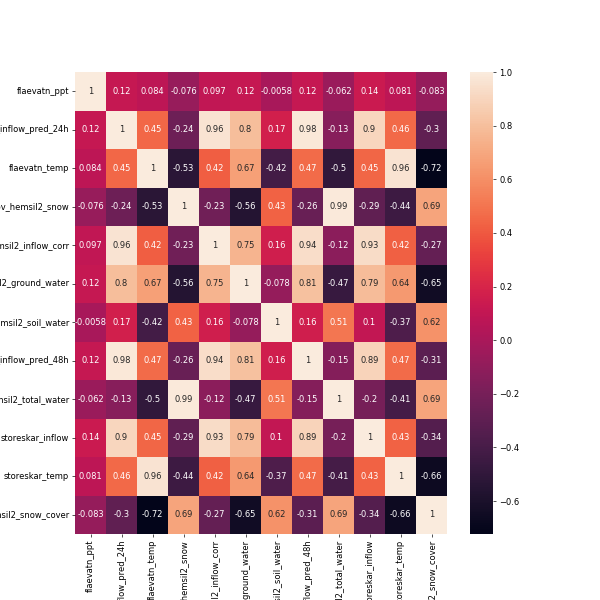 flaevatn_ppt 1 0.12 0.084 -0.076 0.097 0.12 -0.0058 0.12 -0.062 0.14 0.081 -0.083
inflow_pred_24h 0.12 1 0.45 -0.24 0.96 0.8 0.17 0.98 -0.13 0.9 0.46 -0.3
flaevatn_temp 0.084 0.45 1 -0.53 0.42 0.67 -0.42 0.47 -0.5 0.45 0.96 -0.72
ov_hemsil2_snow -0.076 -0.24 -0.53 1 -0.23 -0.56 0.43 -0.26 0.99 -0.29 -0.44 0.69
msil2_inflow_corr 0.097 0.96 0.42 -0.23 1 0.75 0.16 0.94 -0.12 0.93 0.42 -0.27
il2_ground_water 0.12 0.8 0.67 -0.56 0.75 1 -0.078 0.81 -0.47 0.79 0.64 -0.65
msil2_soil_water -0.0058 0.17 -0.42 0.43 0.16 -0.078 1 0.16 0.51 0.1 -0.37 0.62
inflow_pred_48h 0.12 0.98 0.47 -0.26 0.94 0.81 0.16 1 -0.15 0.89 0.47 -0.31
nsil2_total_water -0.062 -0.13 -0.5 0.99 -0.12 -0.47 0.51 -0.15 1 -0.2 -0.41 0.69
storeskar_inflow 0.14 0.9 0.45 -0.29 0.93 0.79 0.1 0.89 -0.2 1 0.43 -0.34
storeskar_temp 0.081 0.46 0.96 -0.44 0.42 0.64 -0.37 0.47 -0.41 0.43 1 -0.66
nsil2_snow_cover -0.083 -0.3 -0.72 0.69 -0.27 -0.65 0.62 -0.31 0.69 -0.34 -0.66 1
flaevatn_ppt
flow_pred_24h
flaevatn_temp
hemsil2_snow
l2_inflow_corr
ground_water
sil2_soil_water
flow_pred_48h
l2_total_water
oreskar_inflow
toreskar_temp
2_snow_cover
1.0
0.8
0.6
0.4
0.2
0.0
−0.2
−0.4
−0.6